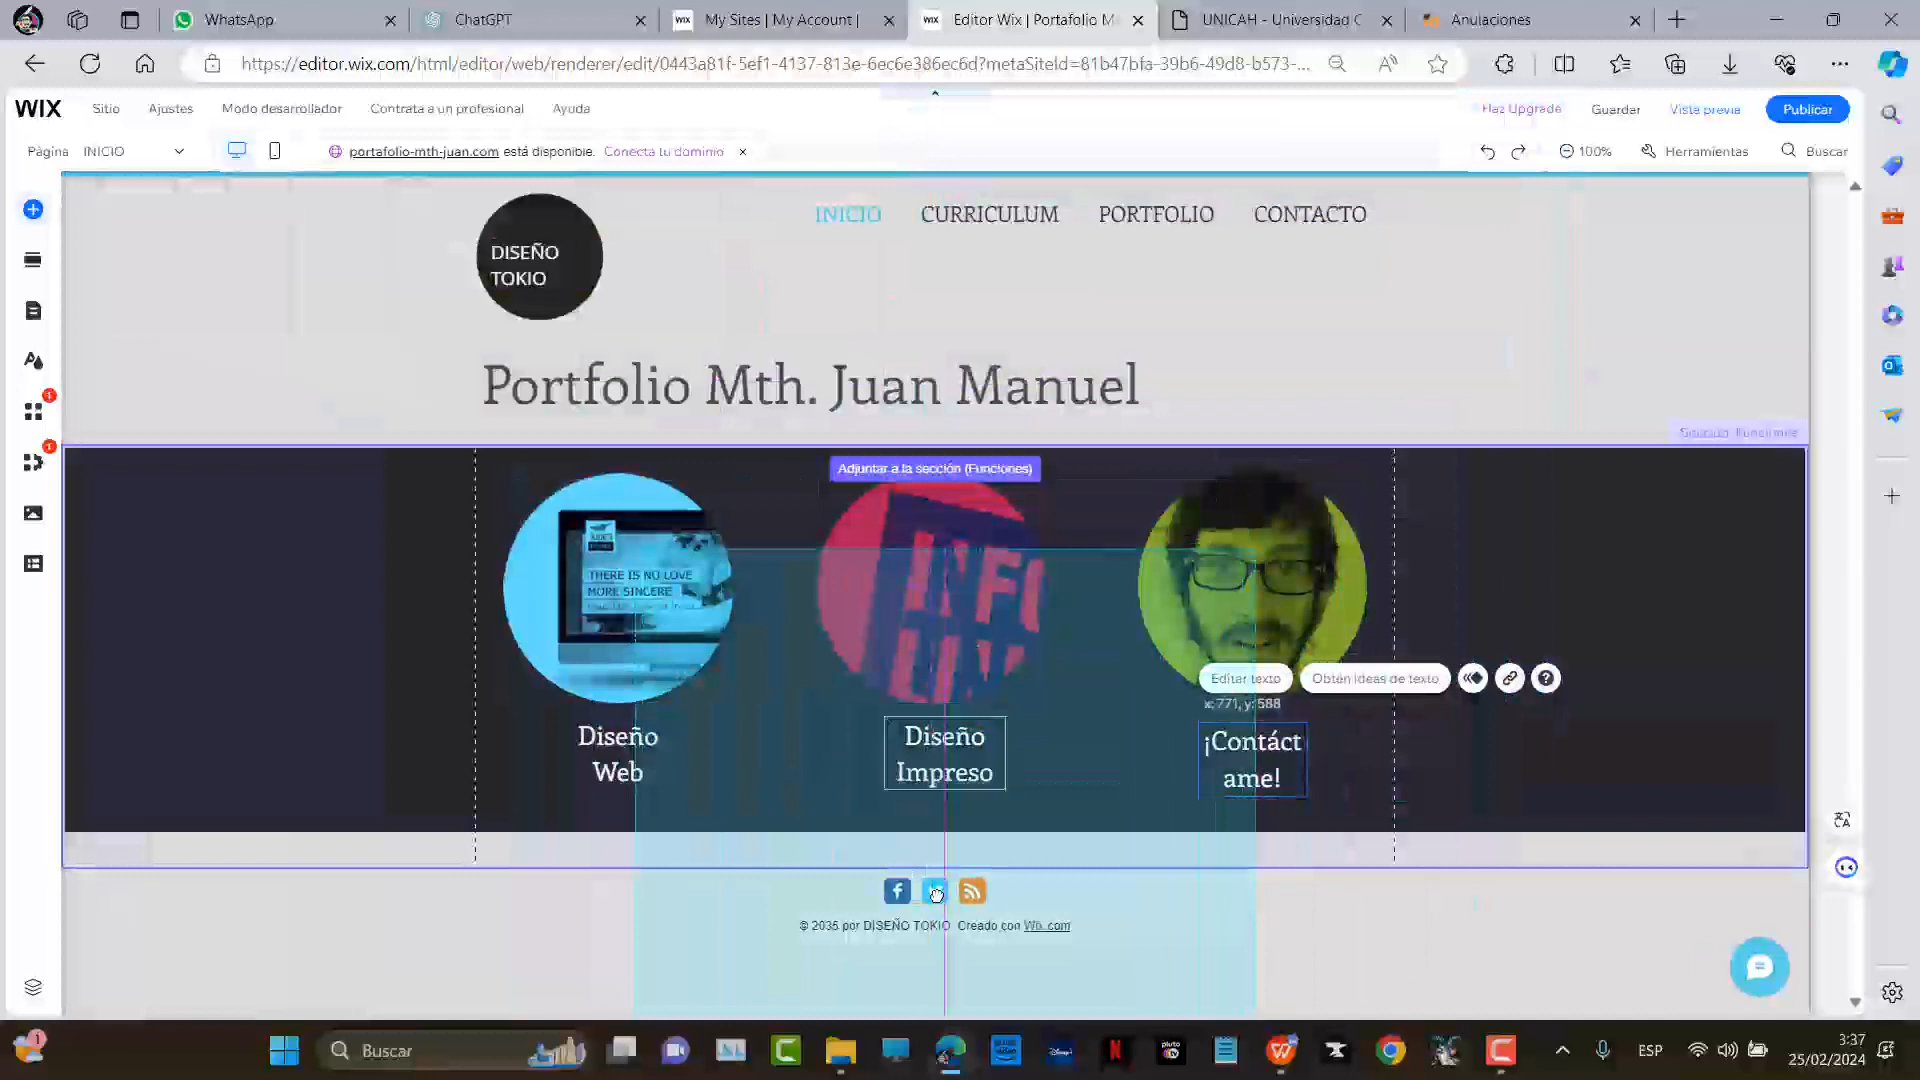 WhatsApp
ChatGPT
My Sites | My Account |
Editor Wix | Portafolio M
UNICAH - Universidad C
Anulaciones
https://editor.wix.com/html/editor/web/renderer/edit/0443a81f-5ef1-4137-813e-6ec6e386ec6d?metaSiteId=81b47bfa-39b6-49d8-b573-...
WIX
Sitio
Ajustes
Modo desarrollador
Contrata a un profesional
Ayuda
Haz Upgrade
Guardar
Vista previa
Publicar
Página
INICIO
portafolio-mth-juan.com está disponible. Conecta tu dominio
100%
Herramientas
Buscar
DISEÑO
TOKIO
INICIO
CURRICULUM
PORTFOLIO
CONTACTO
Portfolio Mth. Juan Manuel
Sección: Funciones
Adjuntar a la sección (Funciones)
THERE IS NO LOVE
MORE SINCERE
Editar texto
Obtén ideas de texto
x: 771, y: 588
Diseño
Web
Diseño
Impreso
¡Contáct
ame!
© 2035 por DISEÑO TOKIO Creado con Wix.com
Buscar
ESP
3:37
25/02/2024